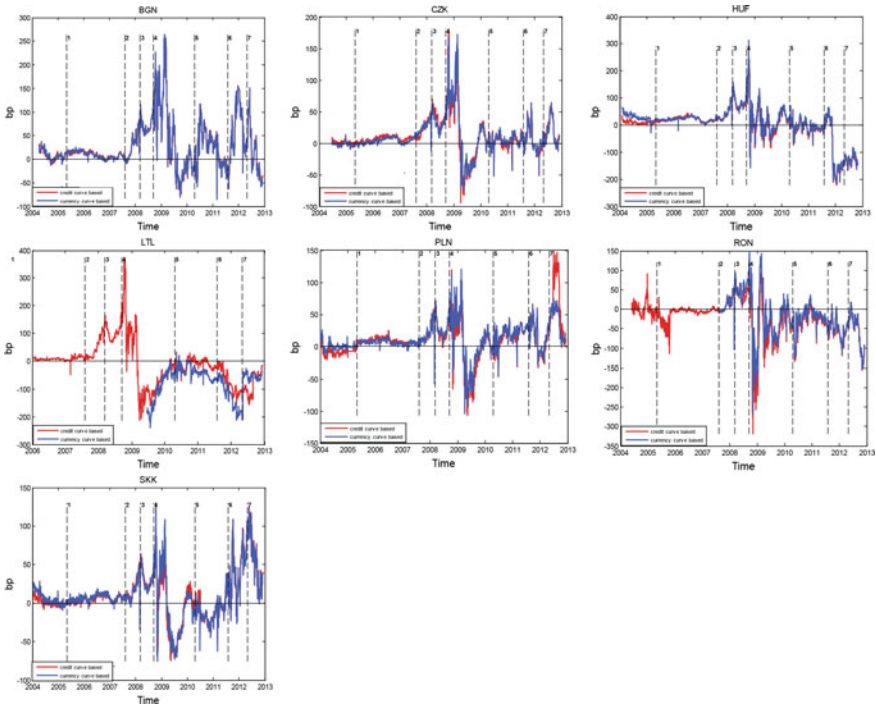 BGN
bp
300
250
200
150
100
50
0
-50
-100
1 2 3 4 5 6 7
credit curve based
currency curve based
2004 2005 2006 2007 2008 2009 2010 2011 2012 2013
Time
CZK
bp
200
150
100
50
0
-50
-100
1 2 3 4 5 6 7
credit curve based
currency curve based
2004 2005 2006 2007 2008 2009 2010 2011 2012 2013
Time
HUF
bp
400
300
200
100
0
-100
-200
-300
1 2 3 4 5 6 7
credit curve based
currency curve based
2004 2005 2006 2007 2008 2009 2010 2011 2012 2013
Time
LTL
bp
400
300
200
100
0
-100
-200
-300
-400
1 2 3 4 5 6 7
credit curve based
currency curve based
2006 2007 2008 2009 2010 2011 2012 2013
Time
PLN
bp
150
100
50
0
-50
-100
-150
1 2 3 4 5 6 7
credit curve based
currency curve based
2004 2005 2006 2007 2008 2009 2010 2011 2012 2013
Time
RON
bp
150
100
50
0
-50
-100
-150
-200
-250
-300
-350
1 2 3 4 5 6 7
credit curve based
currency curve based
2004 2005 2006 2007 2008 2009 2010 2011 2012 2013
Time
SKK
bp
150
100
50
0
-50
-100
1 2 3 4 5 6 7
credit curve based
currency curve based
2004 2005 2006 2007 2008 2009 2010 2011 2012 2013
Time